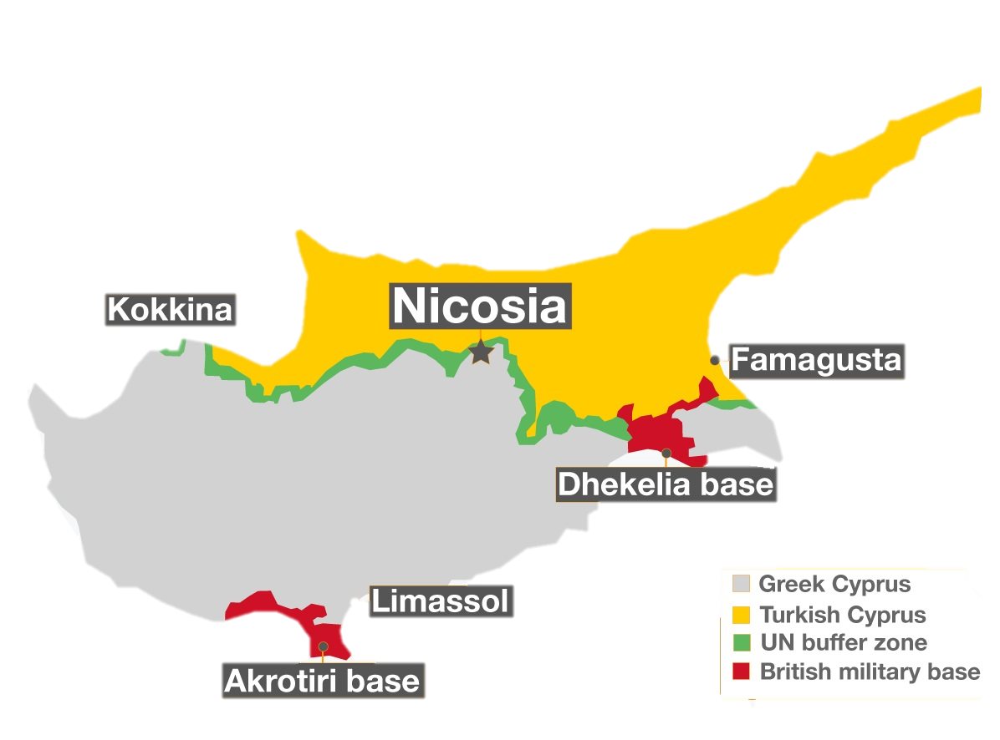 Kokkina
Nicosia
Famagusta
Dhekelia base
Limassol
Akrotiri base
Greek Cyprus
Turkish Cyprus
UN buffer zone
British military base